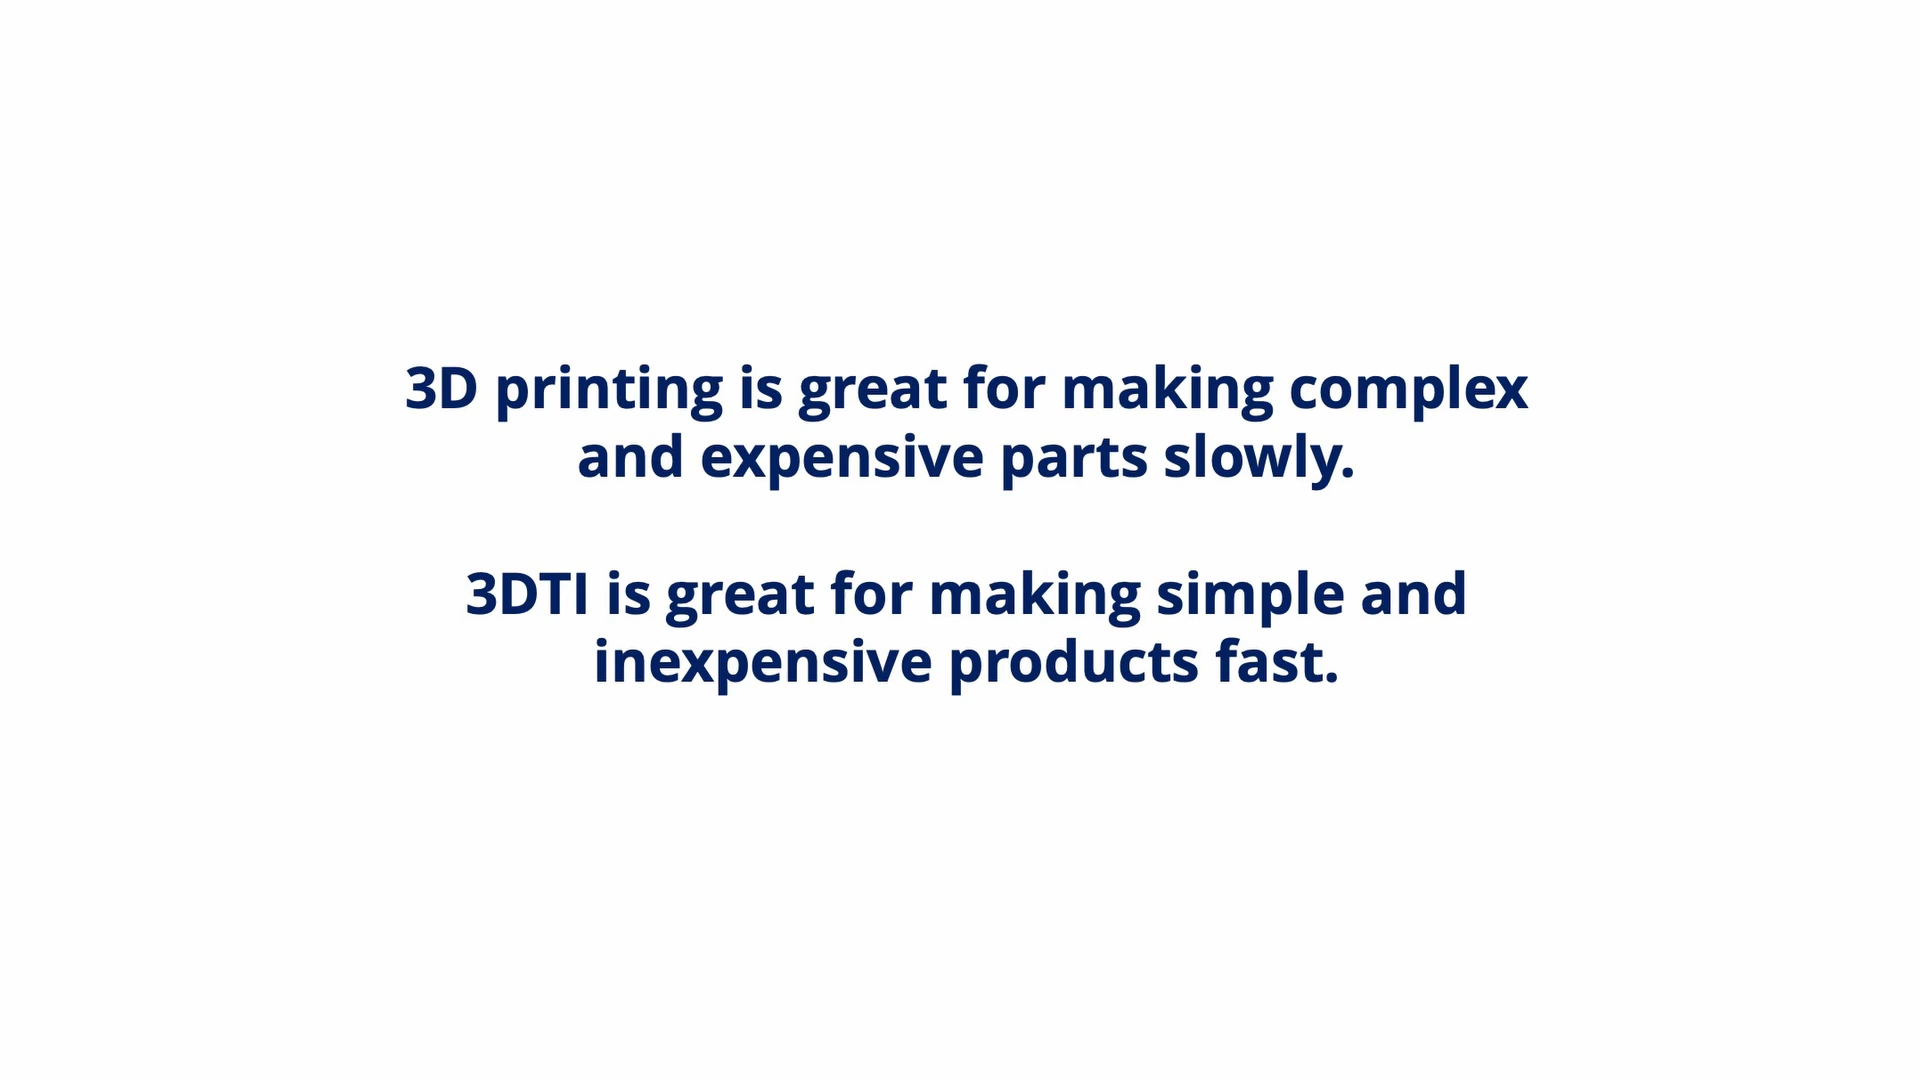 3D printing is great for making complex
and expensive parts slowly.
3DTI is great for making simple and
inexpensive products fast.